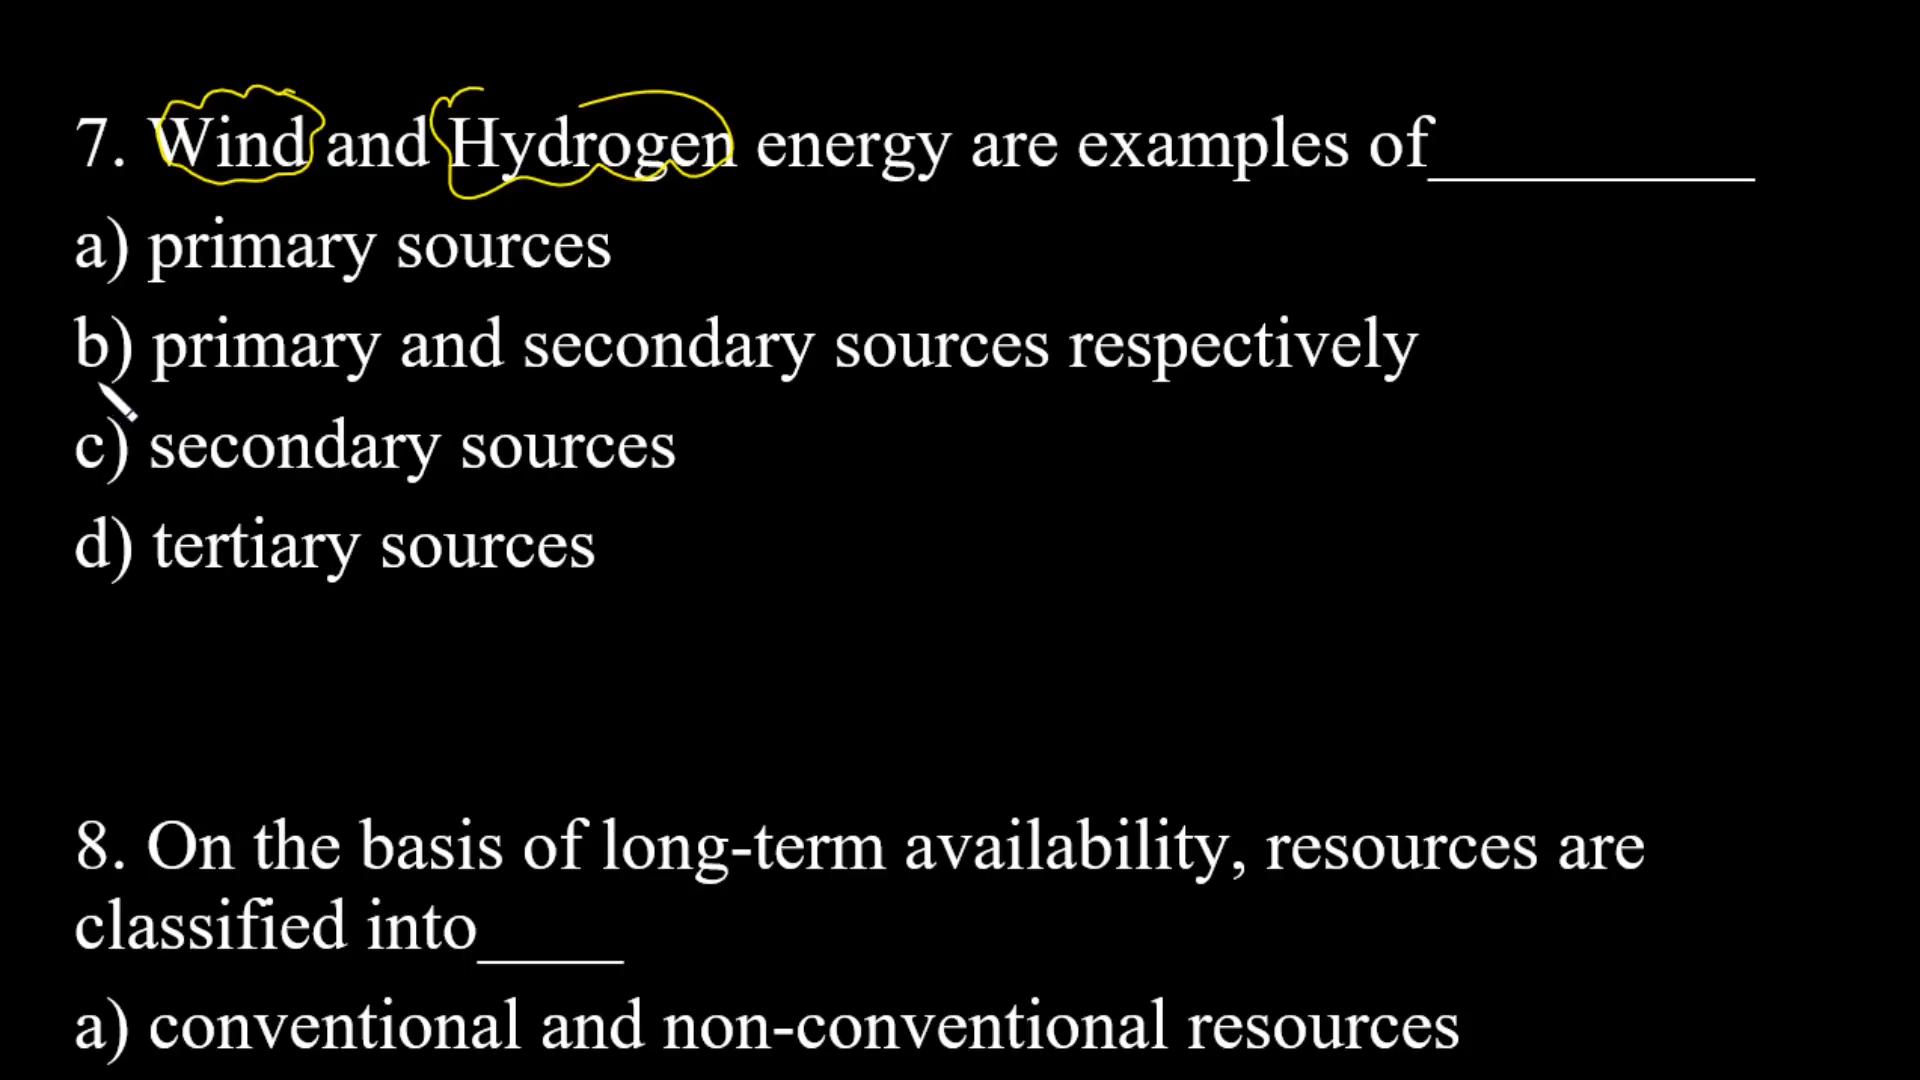 7. Wind and Hydrogen energy are examples of__________
a) primary sources
b) primary and secondary sources respectively
c) secondary sources
d) tertiary sources
8. On the basis of long-term availability, resources are
classified into____
a) conventional and non-conventional resources